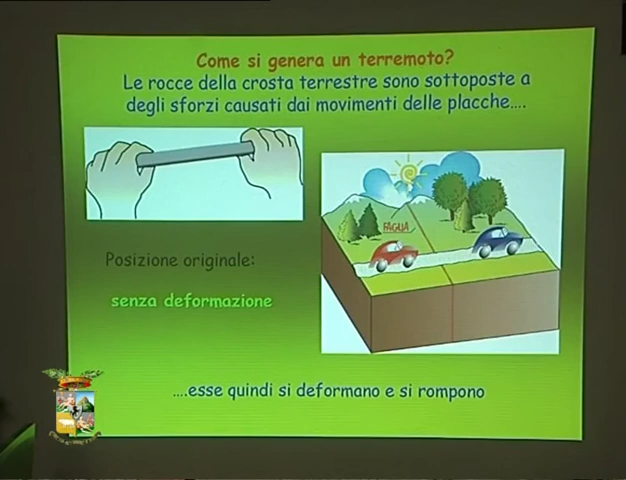 Come si genera un terremoto?
Le rocce della crosta terrestre sono sottoposte a
degli sforzi causati dai movimenti delle placche....
FAGLIA
Posizione originale:
senza deformazione
....esse quindi si deformano e si rompono